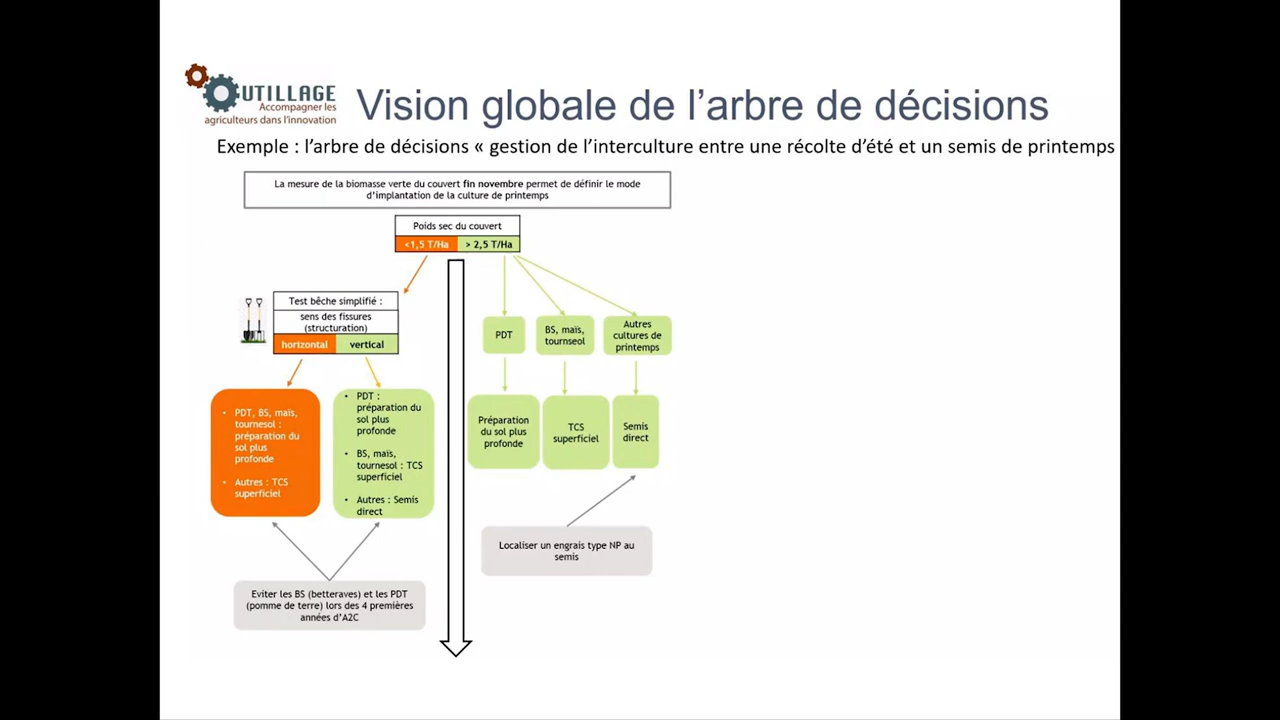 UTILLAGE
Accompagner les
agriculteurs dans l'innovation
Vision globale de l'arbre de décisions
Exemple : l'arbre de décisions « gestion de l'interculture entre une récolte d'été et un semis de printemps
La mesure de la biomasse verte du couvert fin novembre permet de définir le mode
d'implantation de la culture de printemps
Poids sec du couvert
<1,5 T/Ha
> 2,5 T/Ha
Test bêche simplifié :
sens des fissures
(structuration)
horizontal
vertical
PDT
BS, maïs,
tournseol
Autres
cultures de
printemps
• PDT, BS, maïs,
tournesol :
préparation du
sol plus
profonde
• Autres : TCS
superficiel
• PDT :
préparation du
sol plus
profonde
• BS, maïs,
tournesol : TCS
superficiel
• Autres : Semis
direct
Préparation
du sol plus
profonde
TCS
superficiel
Semis
direct
Localiser un engrais type NP au
semis
Eviter les BS (betteraves) et les PDT
(pomme de terre) lors des 4 premières
années d'A2C